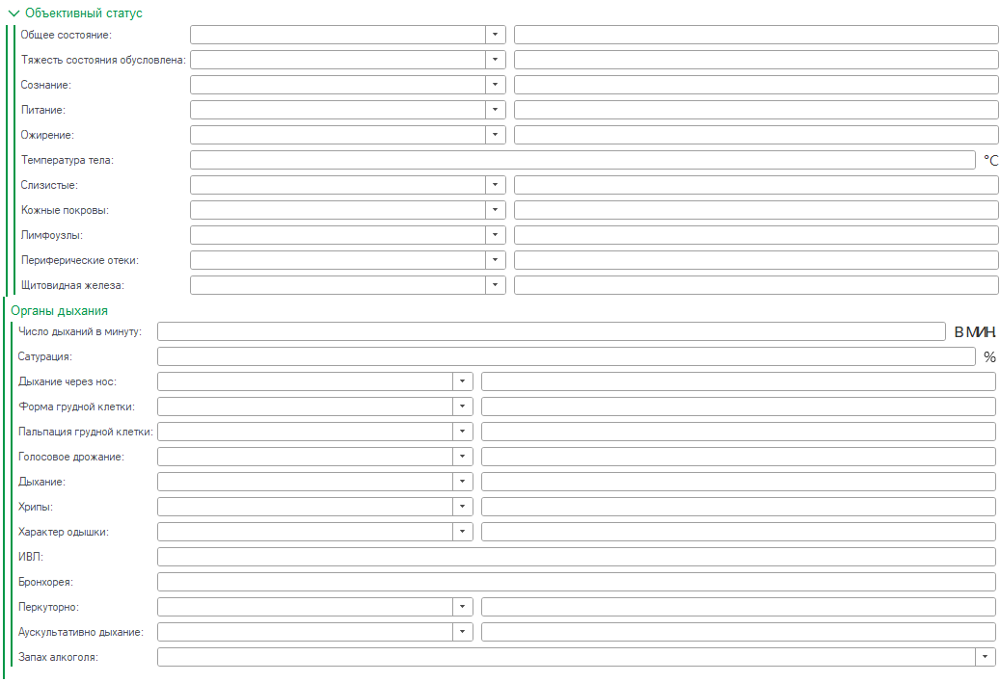 Объективный статус
Общее состояние:
Тяжесть состояния обусловлена:
Сознание:
Питание:
Ожирение:
Температура тела: °C
Слизистые:
Кожные покровы:
Лимфоузлы:
Периферические отеки:
Щитовидная железа:
Органы дыхания
Число дыханий в минуту: В МИН.
Сатурация: %
Дыхание через нос:
Форма грудной клетки:
Пальпация грудной клетки:
Голосовое дрожание:
Дыхание:
Хрипы:
Характер одышки:
ИВЛ:
Бронхорея:
Перкуторно:
Аускультативно дыхание:
Запах алкоголя: